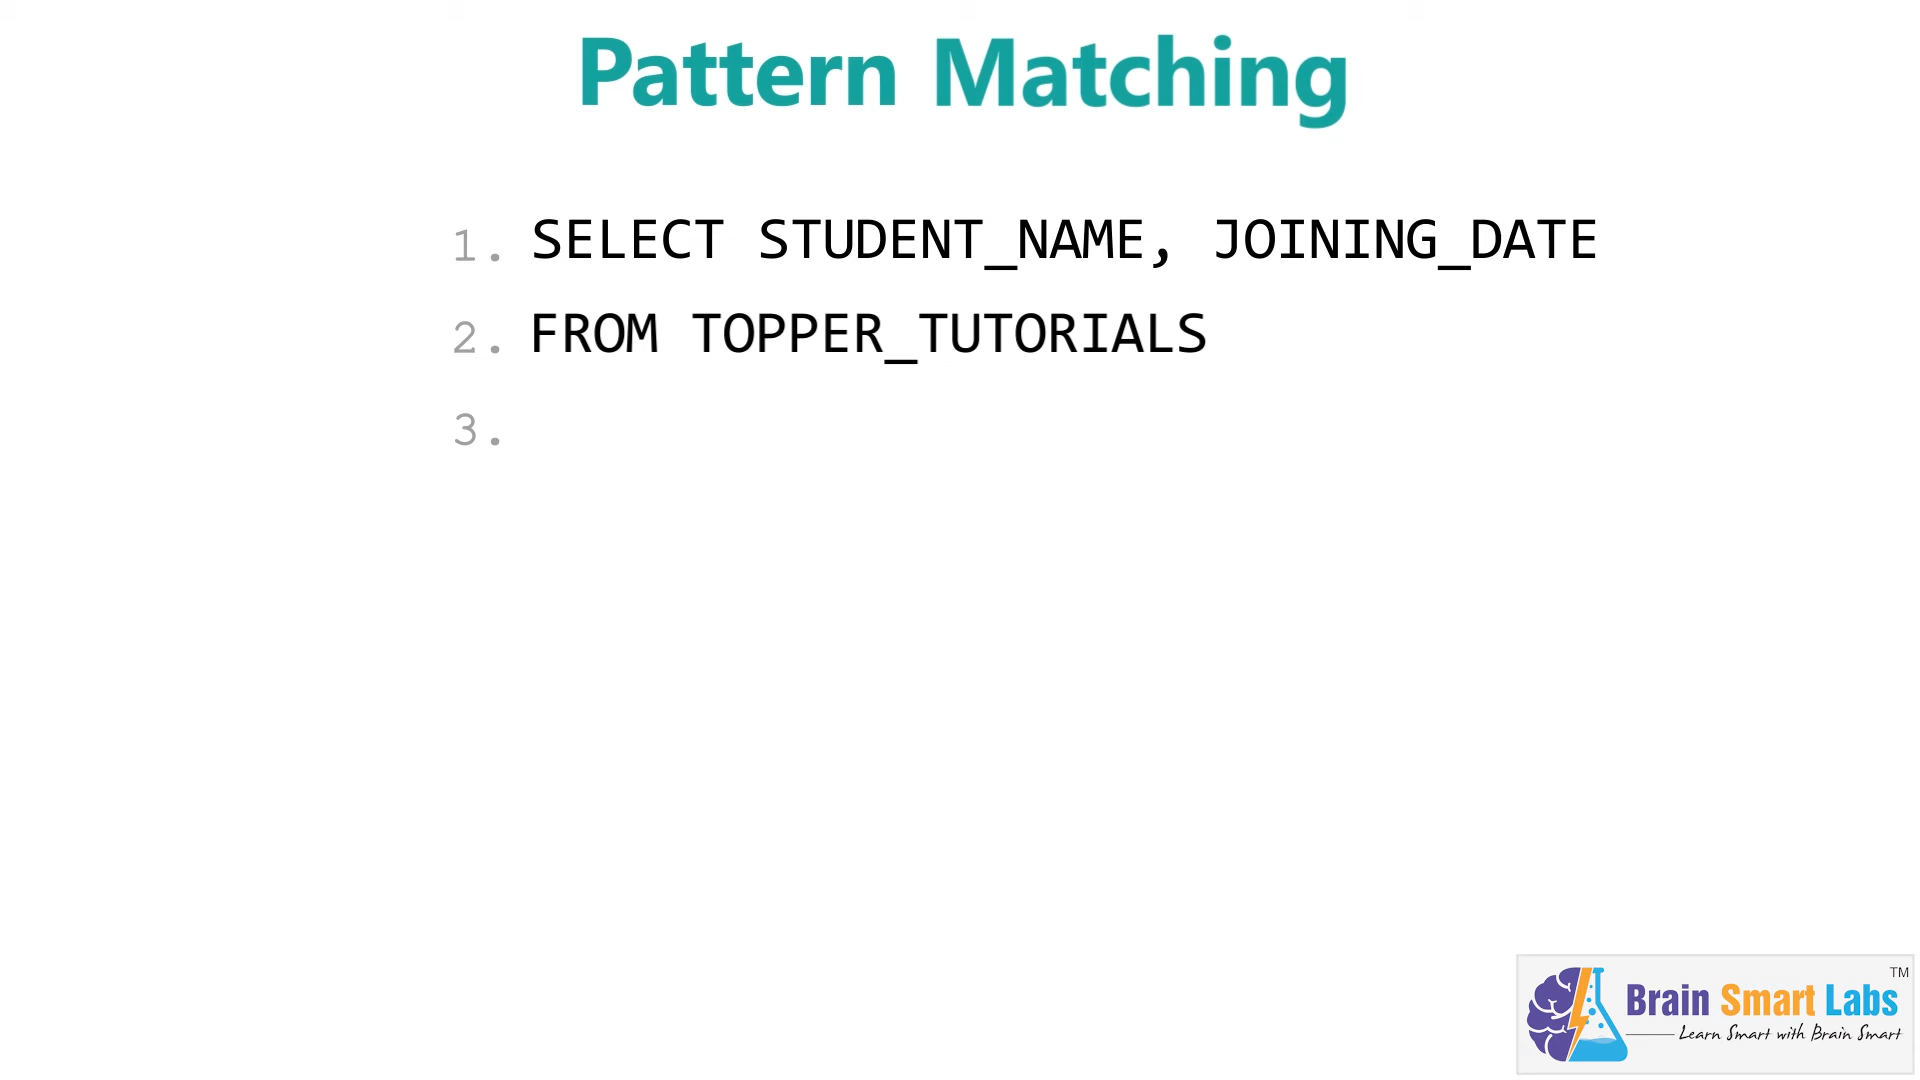 Pattern Matching
1. SELECT STUDENT_NAME, JOINING_DATE
2. FROM TOPPER_TUTORIALS
3.
TM
Brain Smart Labs
Learn Smart with Brain Smart